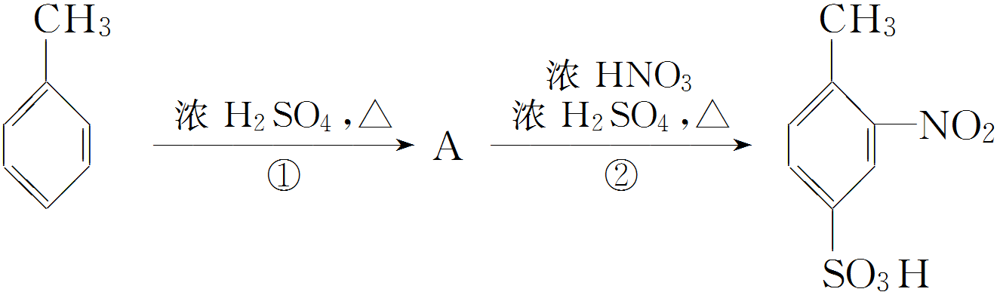 CH₃
浓 H₂SO₄,△
①
A
浓 HNO₃
浓 H₂SO₄,△
②
CH₃
NO₂
SO₃H